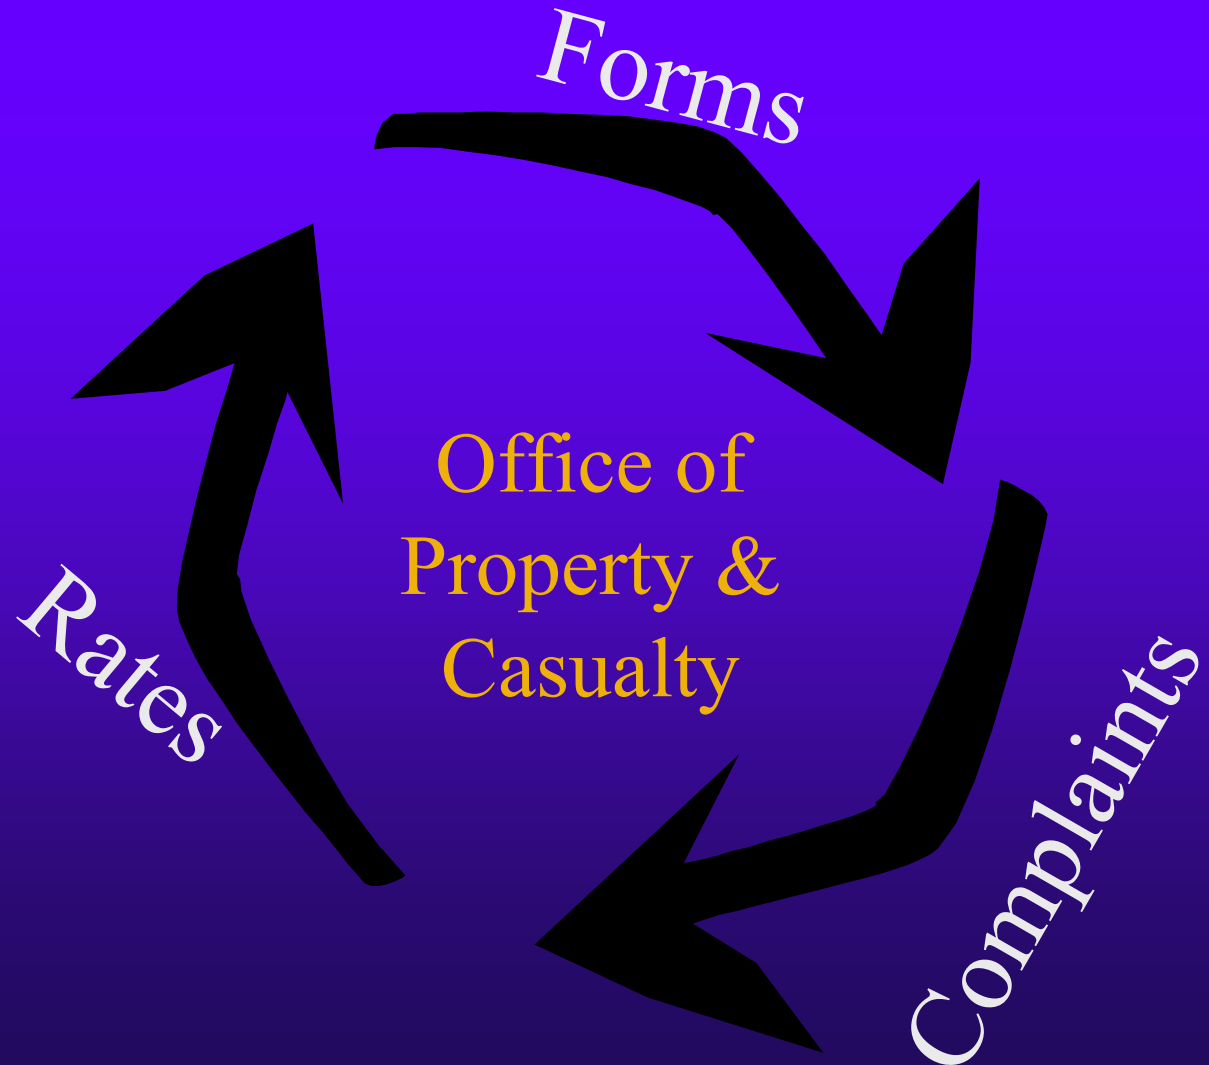 Forms
Office of
Property &
Casualty
Rates
Complaints